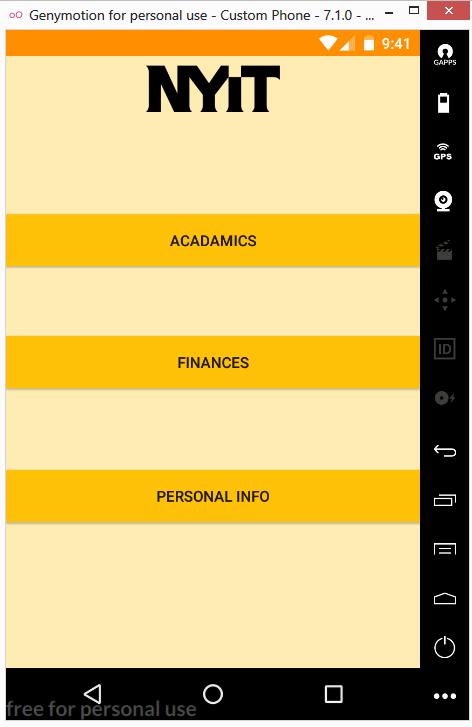 Genymotion for personal use - Custom Phone - 7.1.0 - ...
9:41
GAPPS
NYiT
GPS
ACADAMICS
FINANCES
ID
PERSONAL INFO
free for personal use